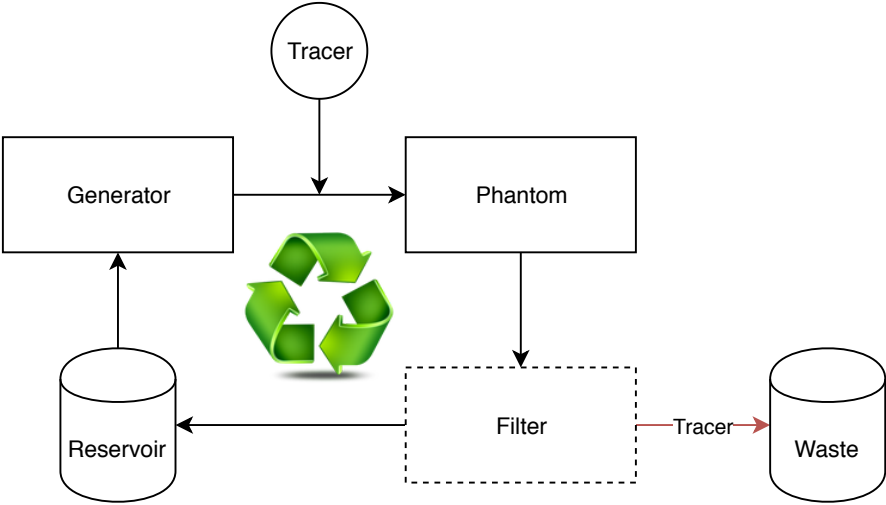 Tracer
Generator
Phantom
Filter
Tracer
Reservoir
Waste